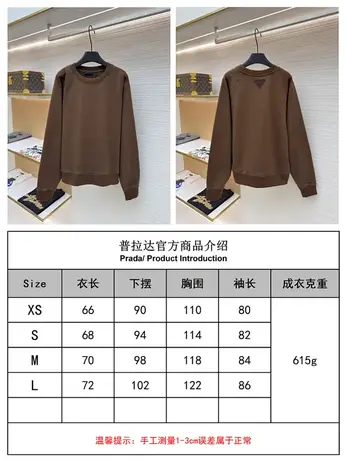 普拉达官方商品介绍
Prada/ Product Introduction
Size 衣长 下摆 胸围 袖长 成衣克重
XS 66 90 110 80
S 68 94 114 82
M 70 98 118 84 615g
L 72 102 122 86
温馨提示：手工测量1-3cm误差属于正常